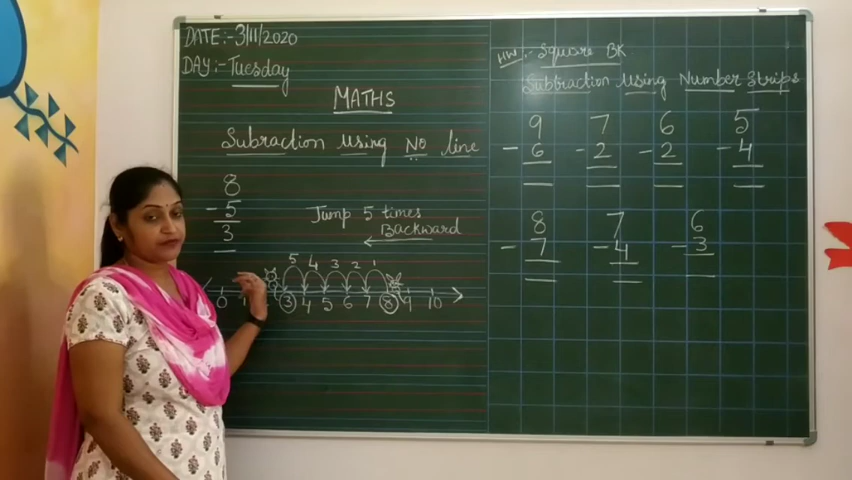 DATE:- 3/11/2020
DAY:- Tuesday
MATHS
Subraction using No line
8
- 5
3
Jump 5 times
Backward
5 4 3 2 1
0 1 3 4 5 6 7 8 9 10
HW:- Square BK
Subtraction Using Number Strips
9 7 6 5
- 6 - 2 - 2 - 4
8 7 6
- 7 - 4 - 3